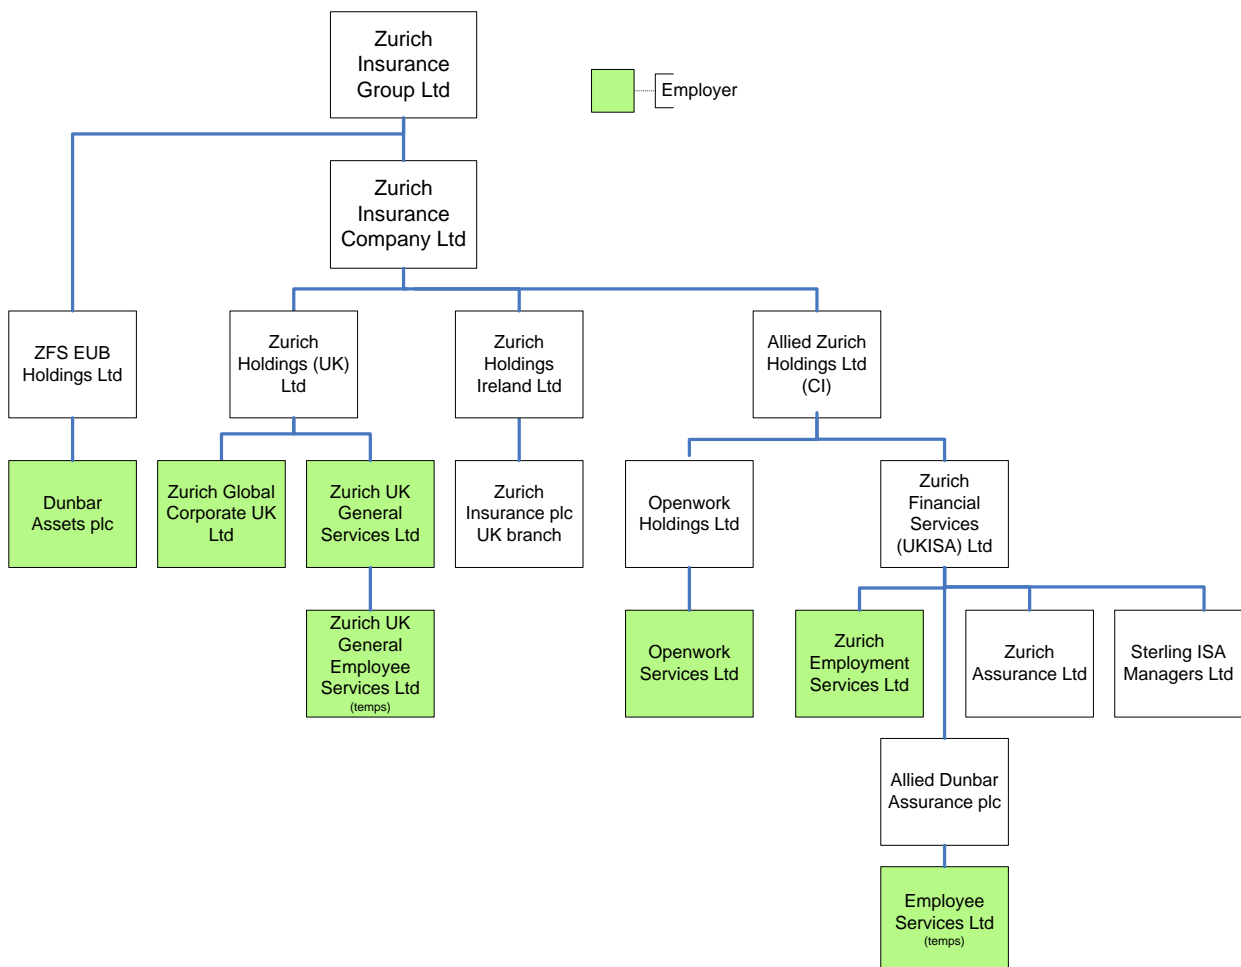 Zurich
Insurance
Group Ltd
Employer
Zurich
Insurance
Company Ltd
ZFS EUB
Holdings Ltd
Zurich
Holdings (UK)
Ltd
Zurich
Holdings
Ireland Ltd
Allied Zurich
Holdings Ltd
(CI)
Dunbar
Assets plc
Zurich Global
Corporate UK
Ltd
Zurich UK
General
Services Ltd
Zurich
Insurance plc
UK branch
Openwork
Holdings Ltd
Zurich
Financial
Services
(UKISA) Ltd
Zurich UK
General
Employee
Services Ltd
(temps)
Openwork
Services Ltd
Zurich
Employment
Services Ltd
Zurich
Assurance Ltd
Sterling ISA
Managers Ltd
Allied Dunbar
Assurance plc
Employee
Services Ltd
(temps)